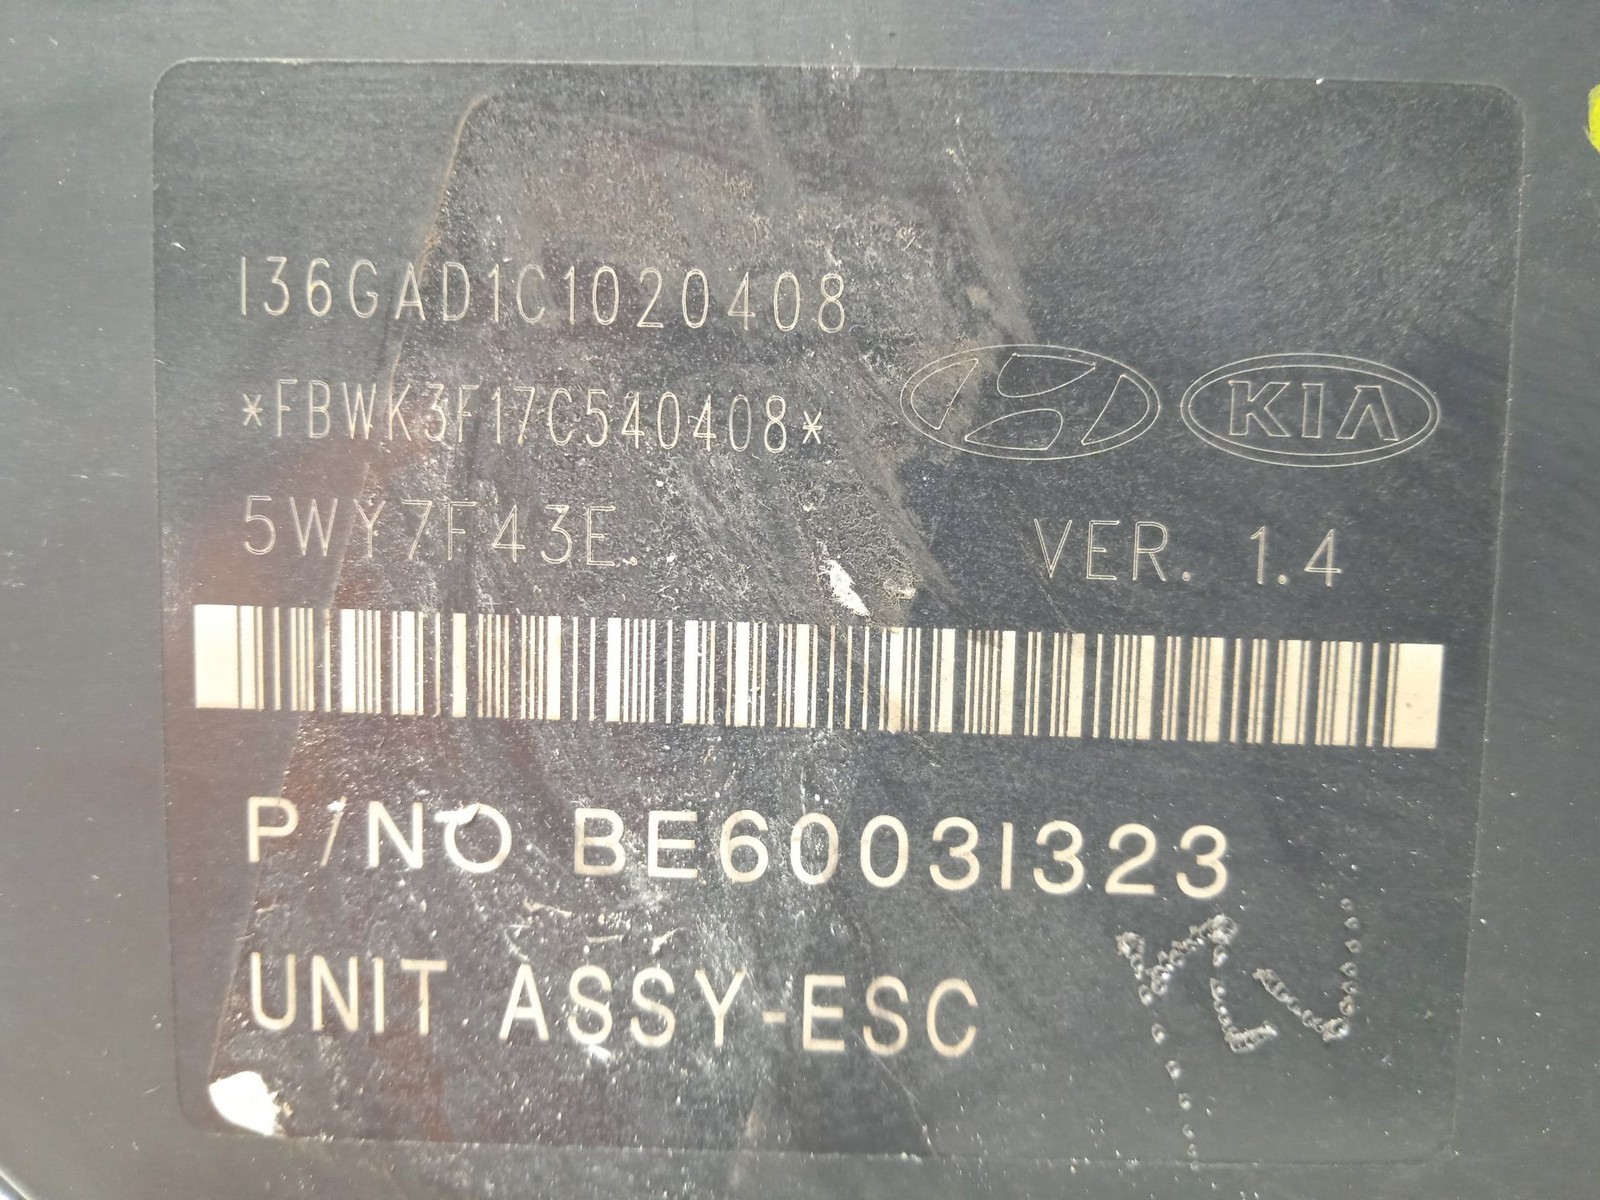 I36GAD1C1020408
*FBWK3F17C540408*
KIA
5WY7F43E.
VER. 1.4
P/NO BE60031323
UNIT ASSY-ESC